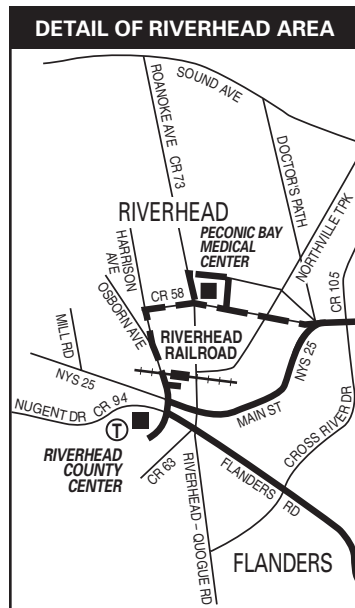 DETAIL OF RIVERHEAD AREA
SOUND AVE
ROANOKE AVE CR 73
DOCTOR'S PATH
NORTHVILLE TPK
RIVERHEAD
PECONIC BAY
MEDICAL
CENTER
HARRISON
AVE
OSBORN AVE
CR 58
CR 105
MILL RD
RIVERHEAD
RAILROAD
NYS 25
NYS 25
NUGENT DR CR 94
MAIN ST
T
CROSS RIVER DR
RIVERHEAD
COUNTY
CENTER
CR 63
RIVERHEAD – QUOGUE RD
FLANDERS RD
FLANDERS